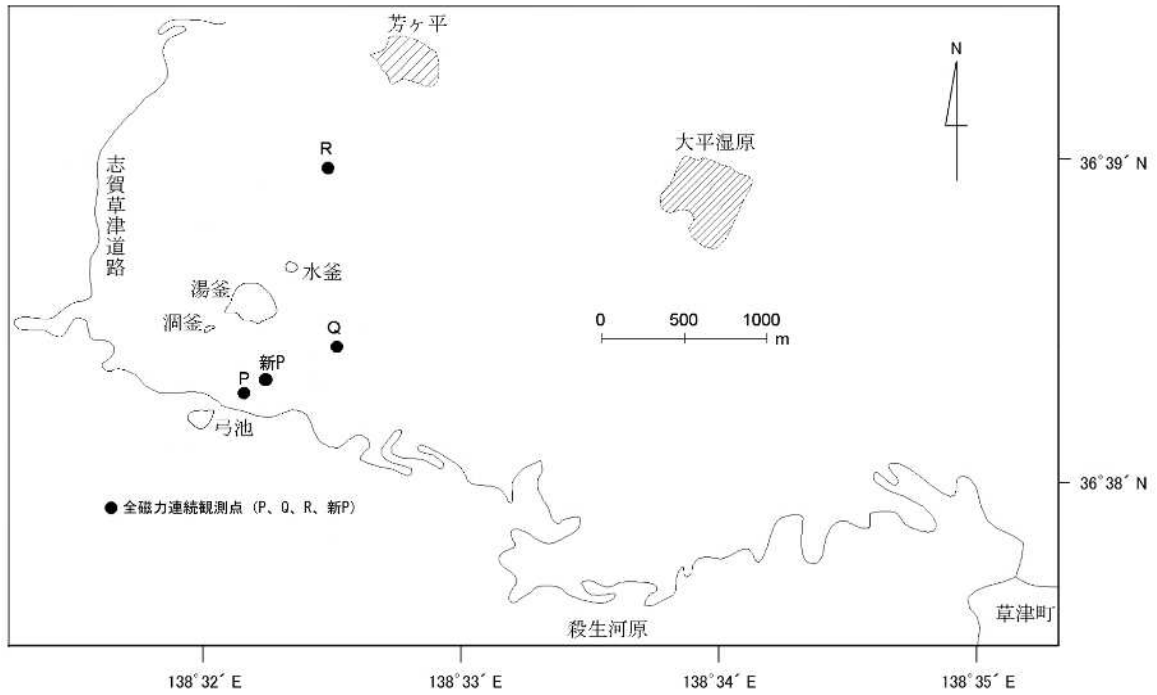 芳ヶ平
N
大平湿原
R
36°39′ N
志賀草津道路
水釜
湯釜
洞釜
0 500 1000
m
Q
新P
P
弓池
36°38′ N
● 全磁力連続観測点 (P、Q、R、新P)
草津町
殺生河原
138°32′ E 138°33′ E 138°34′ E 138°35′ E